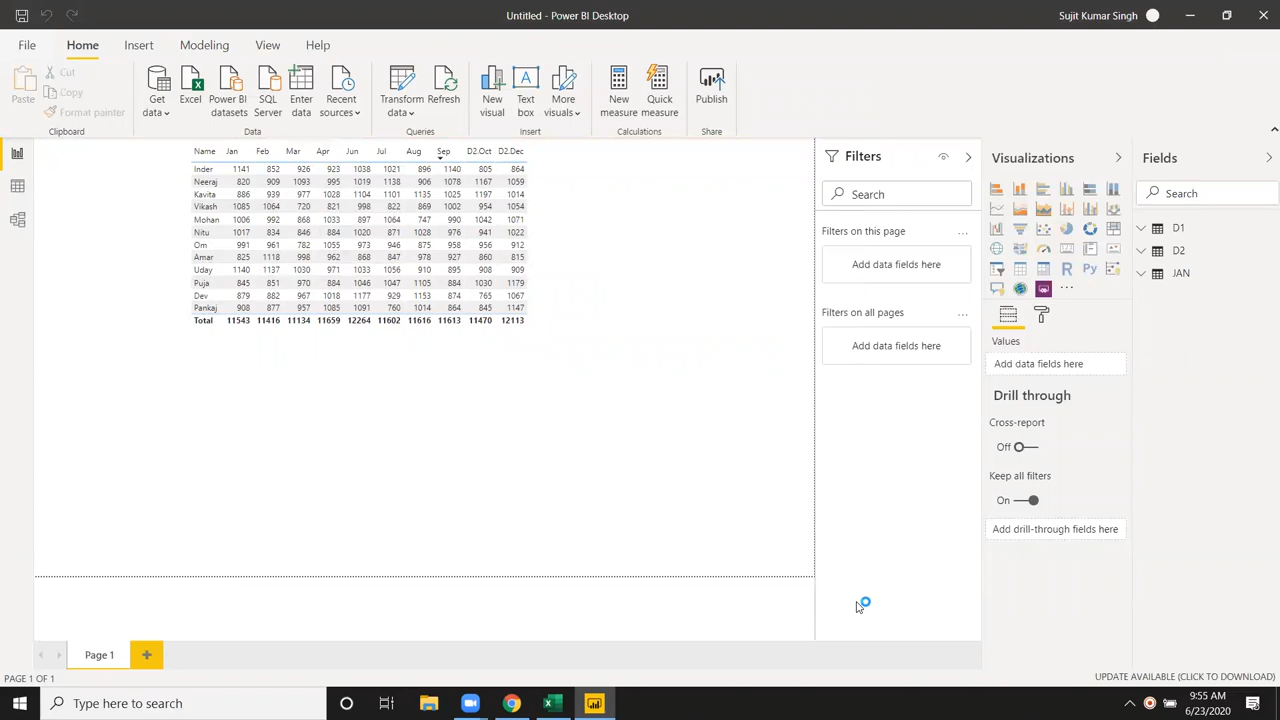 Untitled - Power BI Desktop
Sujit Kumar Singh
File Home Insert Modeling View Help
Paste
Cut
Copy
Format painter
Clipboard
Get data
Excel
Power BI datasets
SQL Server
Enter data
Recent sources
Data
Transform data
Refresh
Queries
New visual
Text box
More visuals
Insert
New measure
Quick measure
Calculations
Publish
Share
Name Jan Feb Mar Apr Jun Jul Aug Sep D2.Oct D2.Dec
Inder 1141 852 926 923 1038 1021 896 1140 805 864
Neeraj 820 909 1093 995 1019 1138 906 1078 1167 1059
Kavita 886 939 977 1028 1104 1101 1135 1025 1197 1014
Vikash 1085 1064 720 821 998 822 869 1002 954 1054
Mohan 1006 992 868 1033 897 1064 747 990 1042 1071
Nitu 1017 834 846 984 1028 976 941 1022
Om 991 961 782 1055 973 946 875 958 956 912
Amar 825 1118 998 978 927 860 815
Uday 1140 1137 1030 971 1033 1056 910 895 908 909
Puja 845 851 970 884 1046 1047 1105 884 1030 1179
Dev 879 882 967 1018 1177 929 1153 874 765 1067
Pankaj 908 877 957 1085 1091 760 1014 864 845 1147
Total 11543 11416 11134 11659 12264 11602 11616 11613 11470 12113
Filters
Search
Filters on this page ...
Add data fields here
Filters on all pages ...
Add data fields here
Visualizations
R Py
...
Values
Add data fields here
Drill through
Cross-report
Off
Keep all filters
On
Add drill-through fields here
Fields
Search
D1
D2
JAN
Page 1
PAGE 1 OF 1
UPDATE AVAILABLE (CLICK TO DOWNLOAD)
Type here to search
9:55 AM
6/23/2020